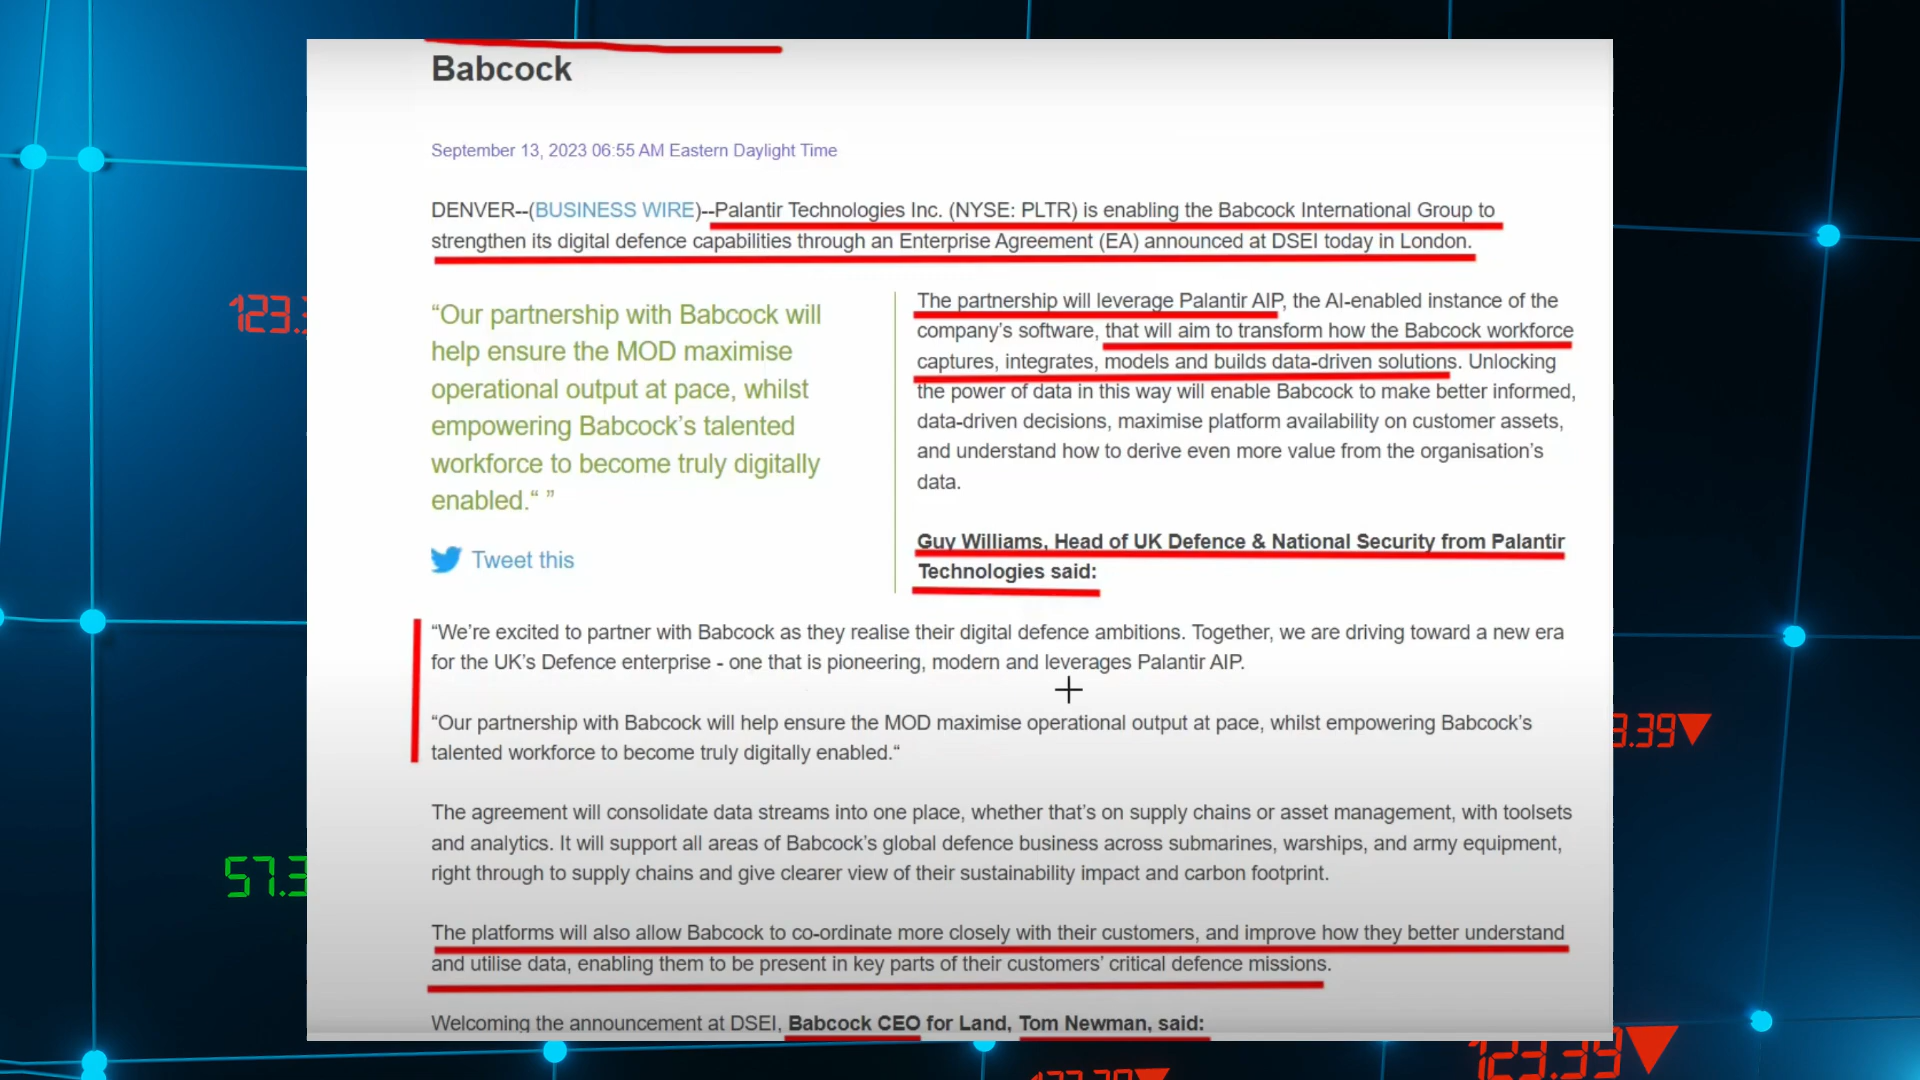 Babcock
September 13, 2023 06:55 AM Eastern Daylight Time
DENVER--(BUSINESS WIRE)--Palantir Technologies Inc. (NYSE: PLTR) is enabling the Babcock International Group to
strengthen its digital defence capabilities through an Enterprise Agreement (EA) announced at DSEI today in London.
“Our partnership with Babcock will
help ensure the MOD maximise
operational output at pace, whilst
empowering Babcock’s talented
workforce to become truly digitally
enabled.“ ”
Tweet this
The partnership will leverage Palantir AIP, the AI-enabled instance of the
company’s software, that will aim to transform how the Babcock workforce
captures, integrates, models and builds data-driven solutions. Unlocking
the power of data in this way will enable Babcock to make better informed,
data-driven decisions, maximise platform availability on customer assets,
and understand how to derive even more value from the organisation’s
data.
Guy Williams, Head of UK Defence & National Security from Palantir
Technologies said:
“We’re excited to partner with Babcock as they realise their digital defence ambitions. Together, we are driving toward a new era
for the UK’s Defence enterprise - one that is pioneering, modern and leverages Palantir AIP.
“Our partnership with Babcock will help ensure the MOD maximise operational output at pace, whilst empowering Babcock’s
talented workforce to become truly digitally enabled.“
The agreement will consolidate data streams into one place, whether that’s on supply chains or asset management, with toolsets
and analytics. It will support all areas of Babcock’s global defence business across submarines, warships, and army equipment,
right through to supply chains and give clearer view of their sustainability impact and carbon footprint.
The platforms will also allow Babcock to co-ordinate more closely with their customers, and improve how they better understand
and utilise data, enabling them to be present in key parts of their customers’ critical defence missions.
Welcoming the announcement at DSEI, Babcock CEO for Land, Tom Newman, said:
123.3
3.39
57.3
123.39